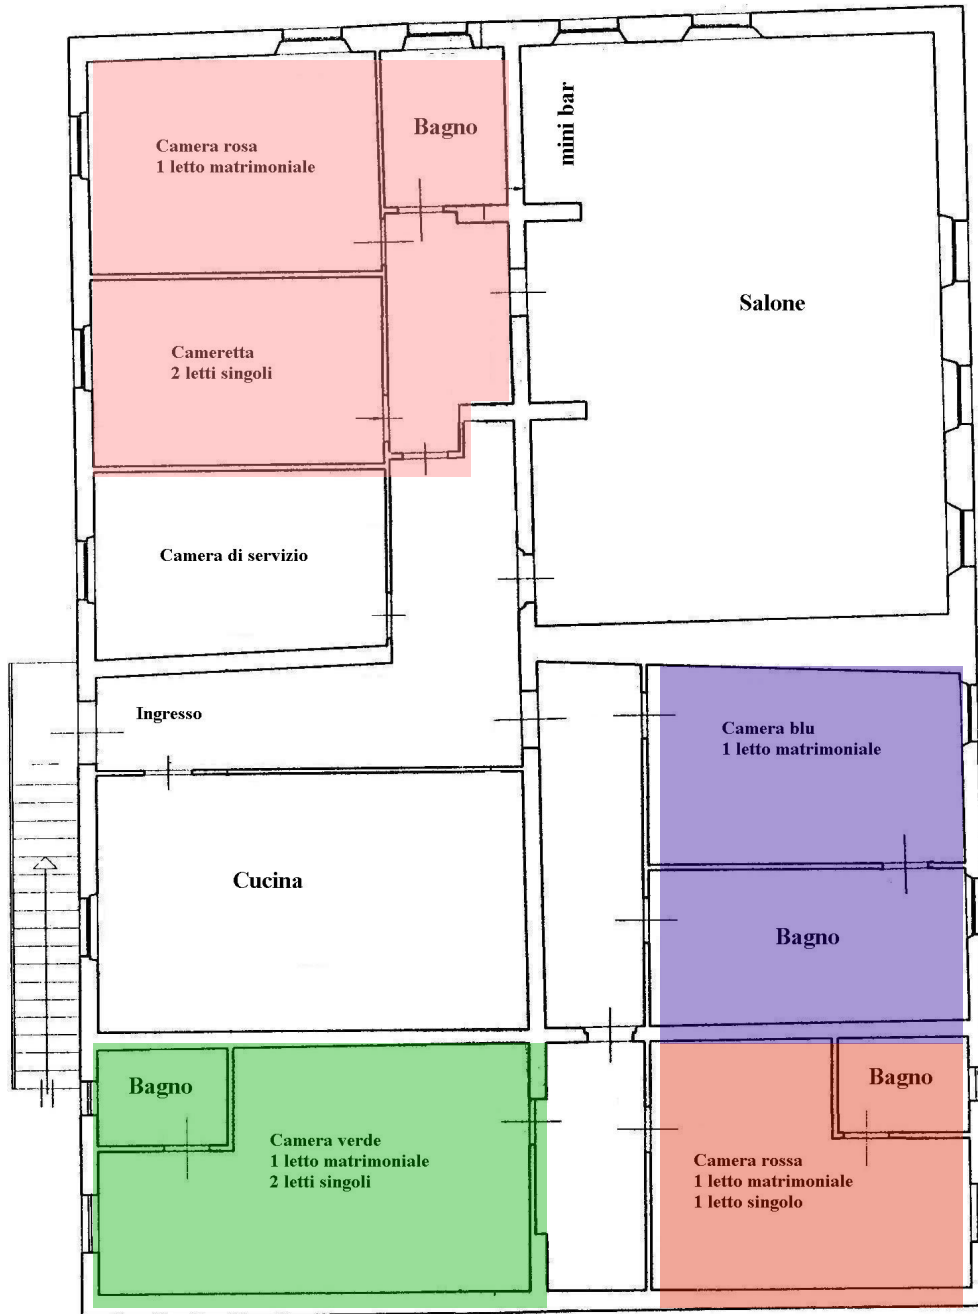 Camera rosa
1 letto matrimoniale
Bagno
mini bar
Salone
Cameretta
2 letti singoli
Camera di servizio
Ingresso
Camera blu
1 letto matrimoniale
Cucina
Bagno
Bagno
Camera verde
1 letto matrimoniale
2 letti singoli
Bagno
Camera rossa
1 letto matrimoniale
1 letto singolo